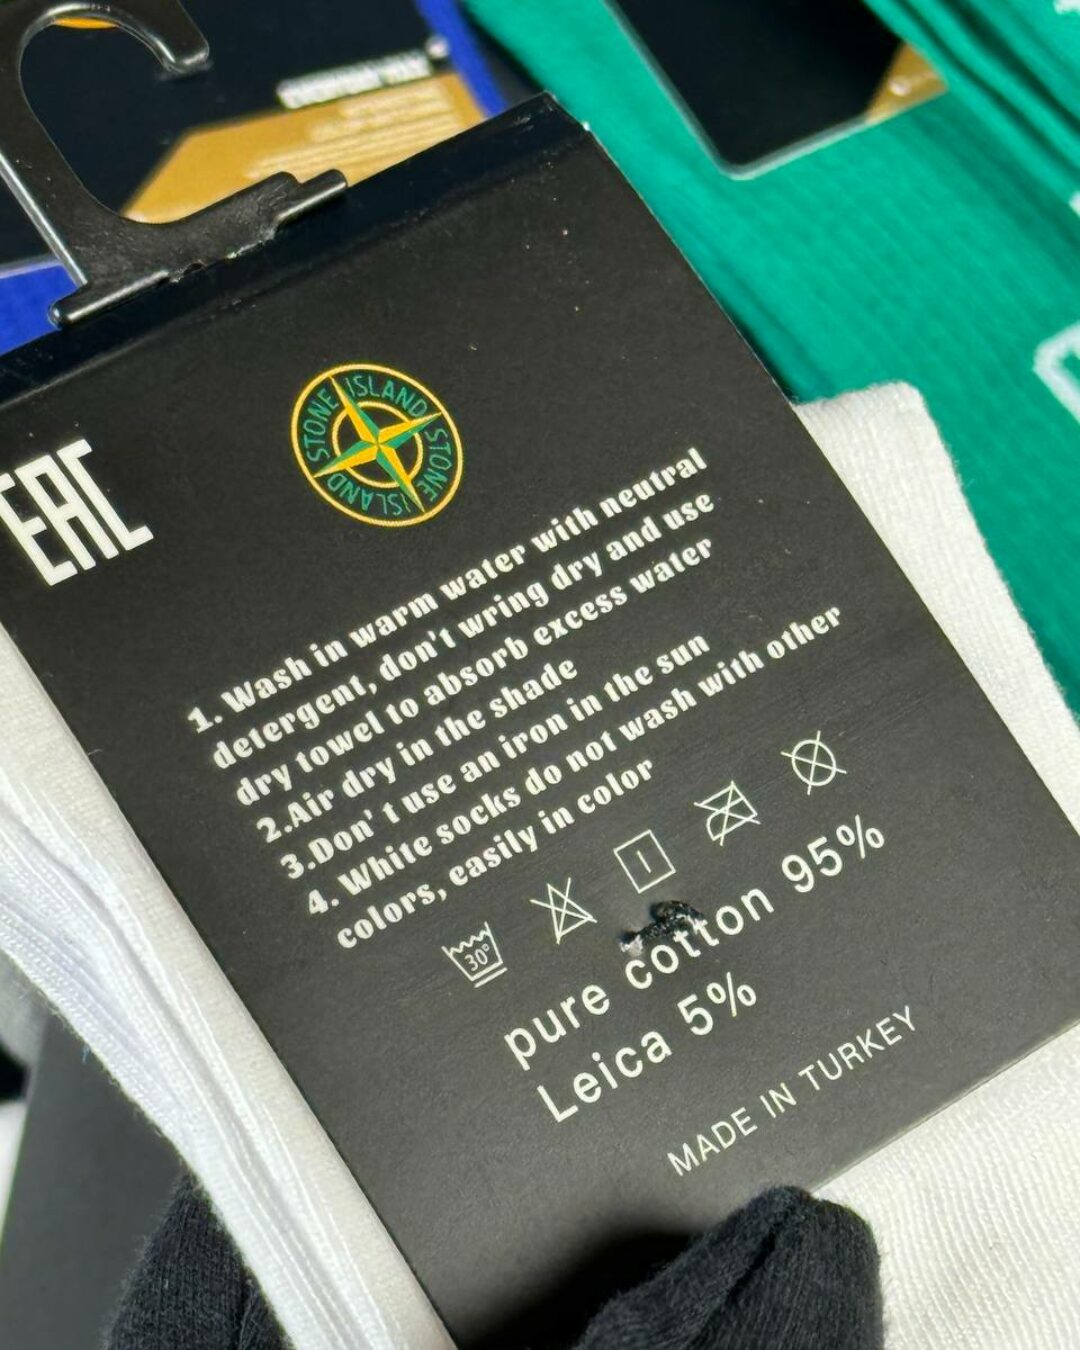 EAC
STONE ISLAND STONE ISLAND
1. Wash in warm water with neutral
detergent, don't wring dry and use
dry towel to absorb excess water
2.Air dry in the shade
3.Don' t use an iron in the sun
4. White socks do not wash with other
colors, easily in color
30°
pure cotton 95%
Leica 5%
MADE IN TURKEY